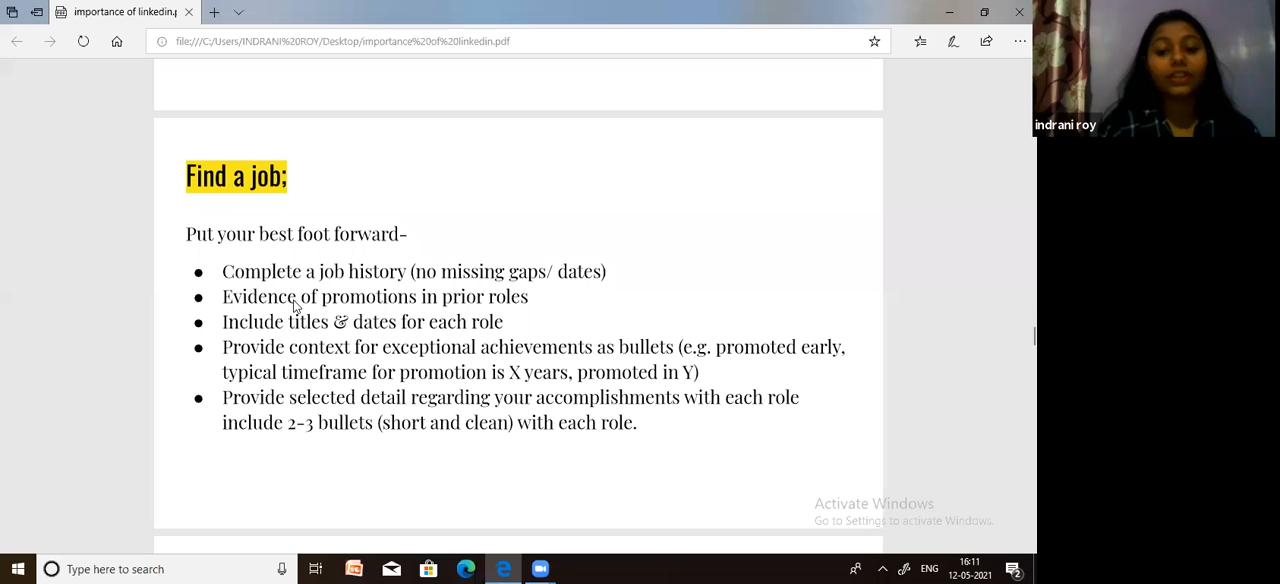 importance of linkedin.p
file:///C:/Users/INDRANI%20ROY/Desktop/importance%20of%20linkedin.pdf
indrani roy
Find a job;
Put your best foot forward-
● Complete a job history (no missing gaps/ dates)
● Evidence of promotions in prior roles
● Include titles & dates for each role
● Provide context for exceptional achievements as bullets (e.g. promoted early,
typical timeframe for promotion is X years, promoted in Y)
● Provide selected detail regarding your accomplishments with each role
include 2-3 bullets (short and clean) with each role.
Activate Windows
Go to Settings to activate Windows.
Type here to search
ENG
16:11
12-05-2021
2